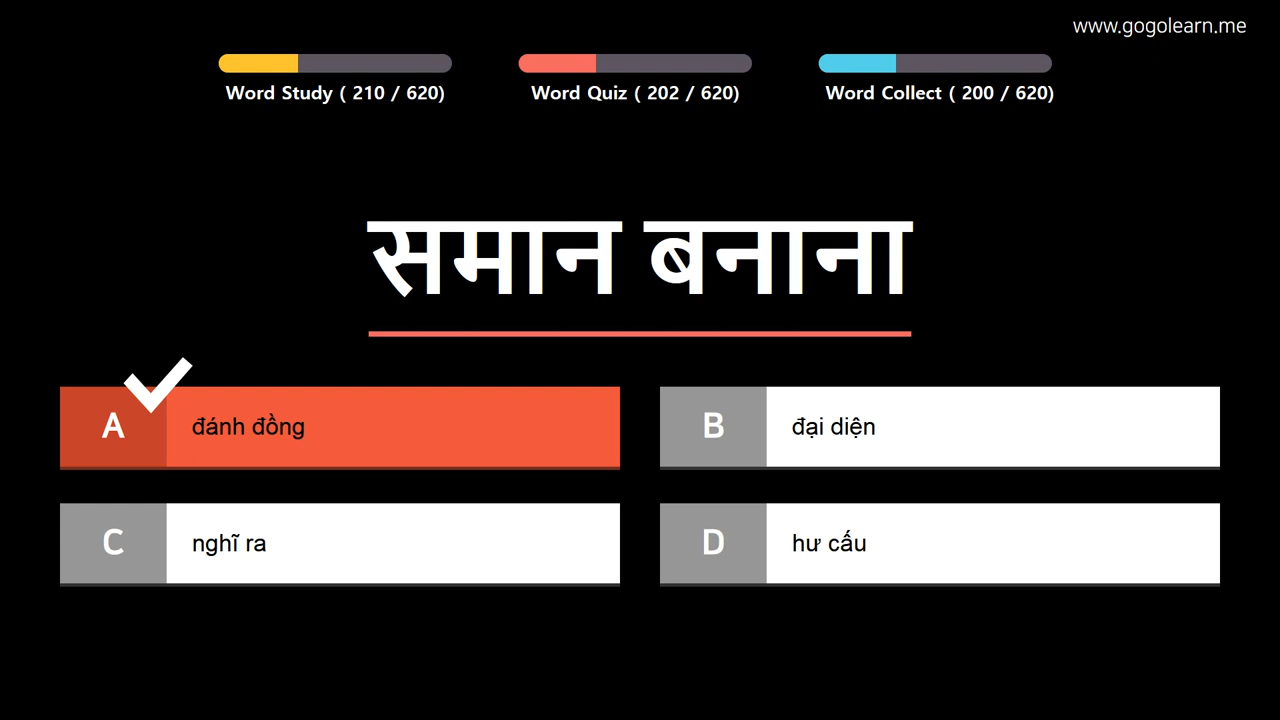 www.gogolearn.me
Word Study ( 210 / 620)
Word Quiz ( 202 / 620)
Word Collect ( 200 / 620)
समान बनाना
A
đánh đồng
B
đại diện
C
nghĩ ra
D
hư cấu